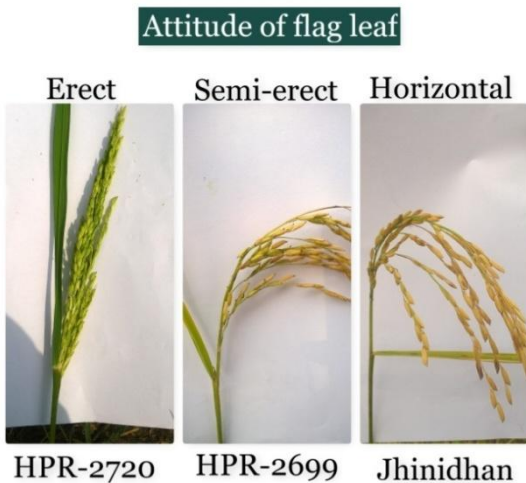 Attitude of flag leaf
Erect Semi-erect Horizontal
HPR-2720 HPR-2699 Jhinidhan